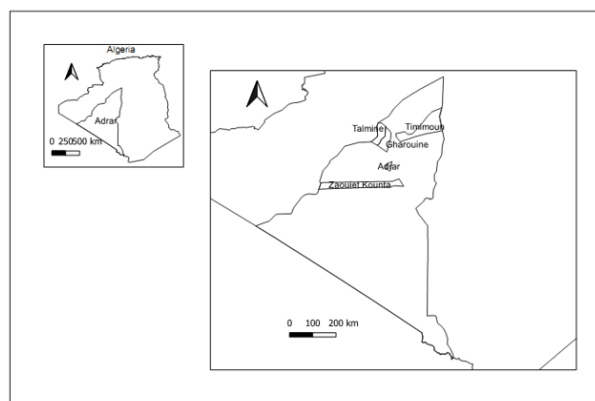 Algeria
Adrar
0 250500 km
Talmine
Timimoun
Gharouine
Adrar
Zaouiet Kounta
0 100 200 km